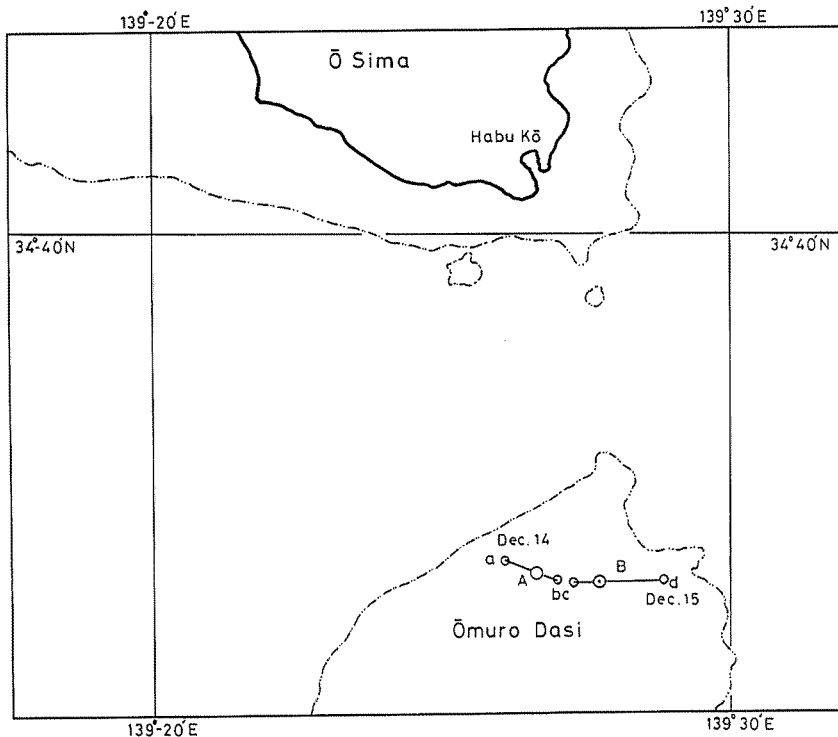 139°-20'E
139°30'E
Ō Sima
Habu Kō
34°-40'N
34°40'N
Dec. 14
a
A
B
bc
d
Dec. 15
Ōmuro Dasi
139°-20'E
139°30'E